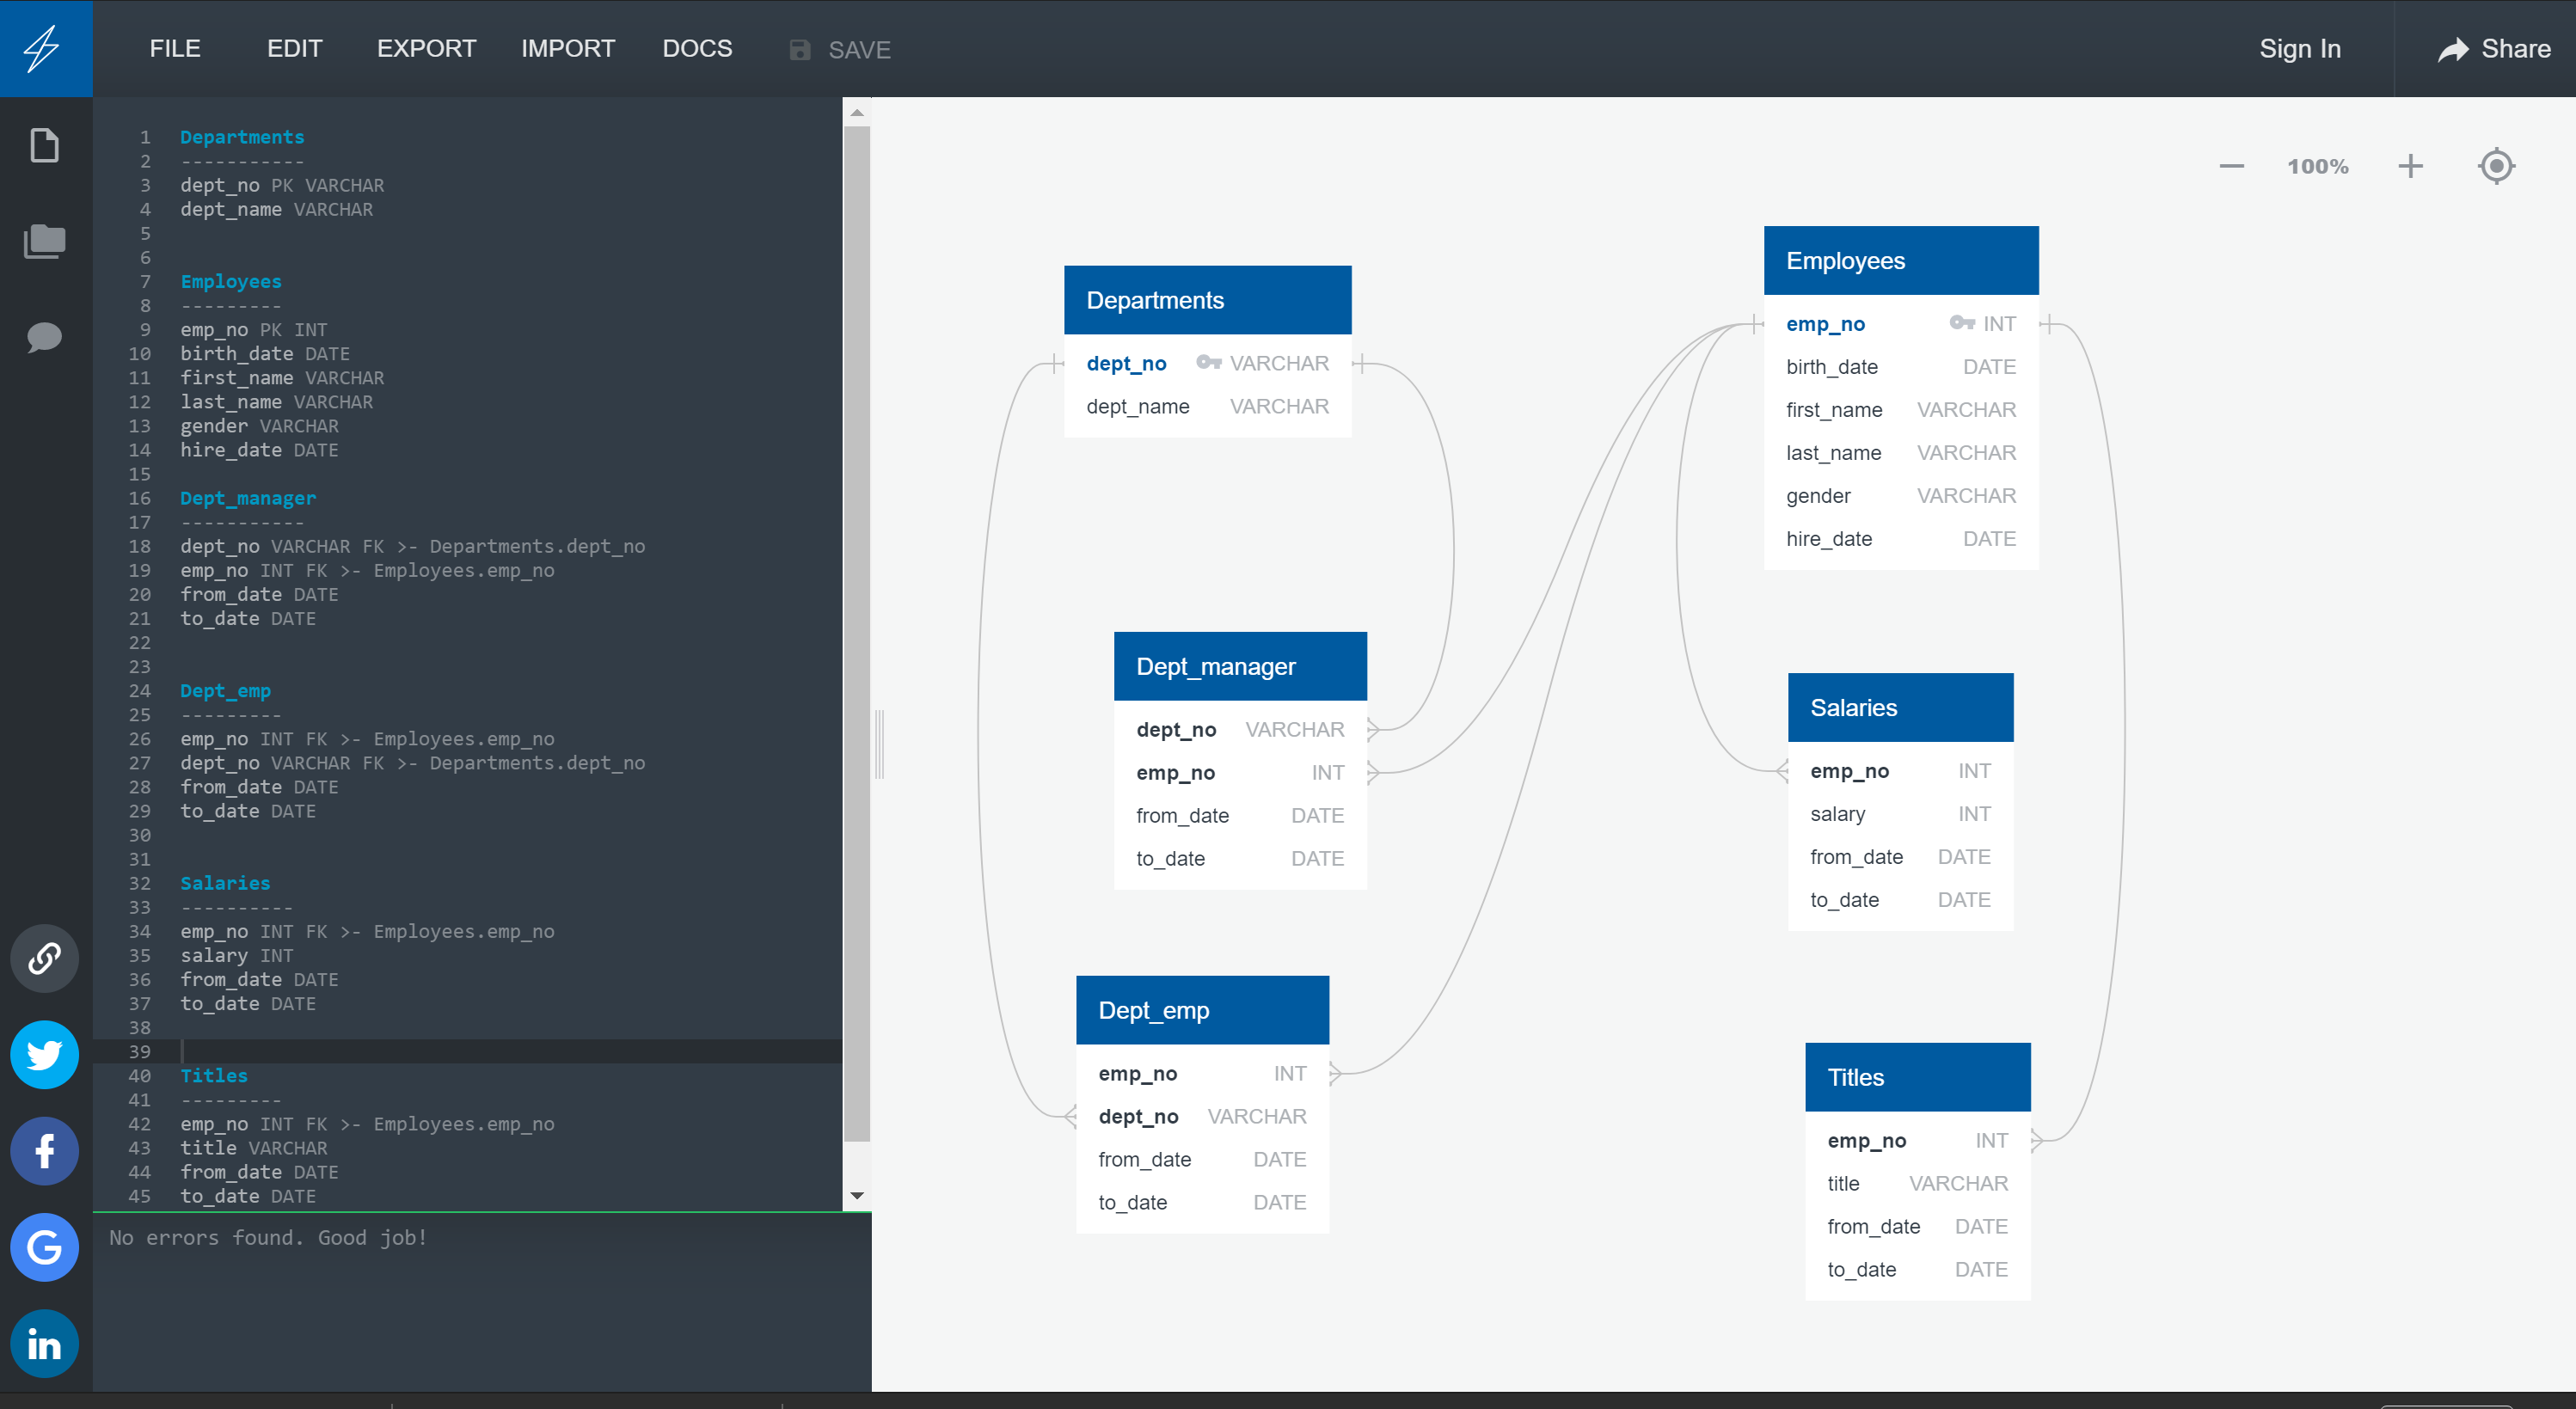 FILE EDIT EXPORT IMPORT DOCS SAVE Sign In Share
1 Departments
2 -----------
3 dept_no PK VARCHAR
4 dept_name VARCHAR
5
6
7 Employees
8 ---------
9 emp_no PK INT
10 birth_date DATE
11 first_name VARCHAR
12 last_name VARCHAR
13 gender VARCHAR
14 hire_date DATE
15
16 Dept_manager
17 -----------
18 dept_no VARCHAR FK >- Departments.dept_no
19 emp_no INT FK >- Employees.emp_no
20 from_date DATE
21 to_date DATE
22
23
24 Dept_emp
25 ---------
26 emp_no INT FK >- Employees.emp_no
27 dept_no VARCHAR FK >- Departments.dept_no
28 from_date DATE
29 to_date DATE
30
31
32 Salaries
33 ----------
34 emp_no INT FK >- Employees.emp_no
35 salary INT
36 from_date DATE
37 to_date DATE
38
39
40 Titles
41 ---------
42 emp_no INT FK >- Employees.emp_no
43 title VARCHAR
44 from_date DATE
45 to_date DATE
No errors found. Good job!
100%
Departments
dept_no VARCHAR
dept_name VARCHAR
Employees
emp_no INT
birth_date DATE
first_name VARCHAR
last_name VARCHAR
gender VARCHAR
hire_date DATE
Dept_manager
dept_no VARCHAR
emp_no INT
from_date DATE
to_date DATE
Salaries
emp_no INT
salary INT
from_date DATE
to_date DATE
Dept_emp
emp_no INT
dept_no VARCHAR
from_date DATE
to_date DATE
Titles
emp_no INT
title VARCHAR
from_date DATE
to_date DATE
f
G
in